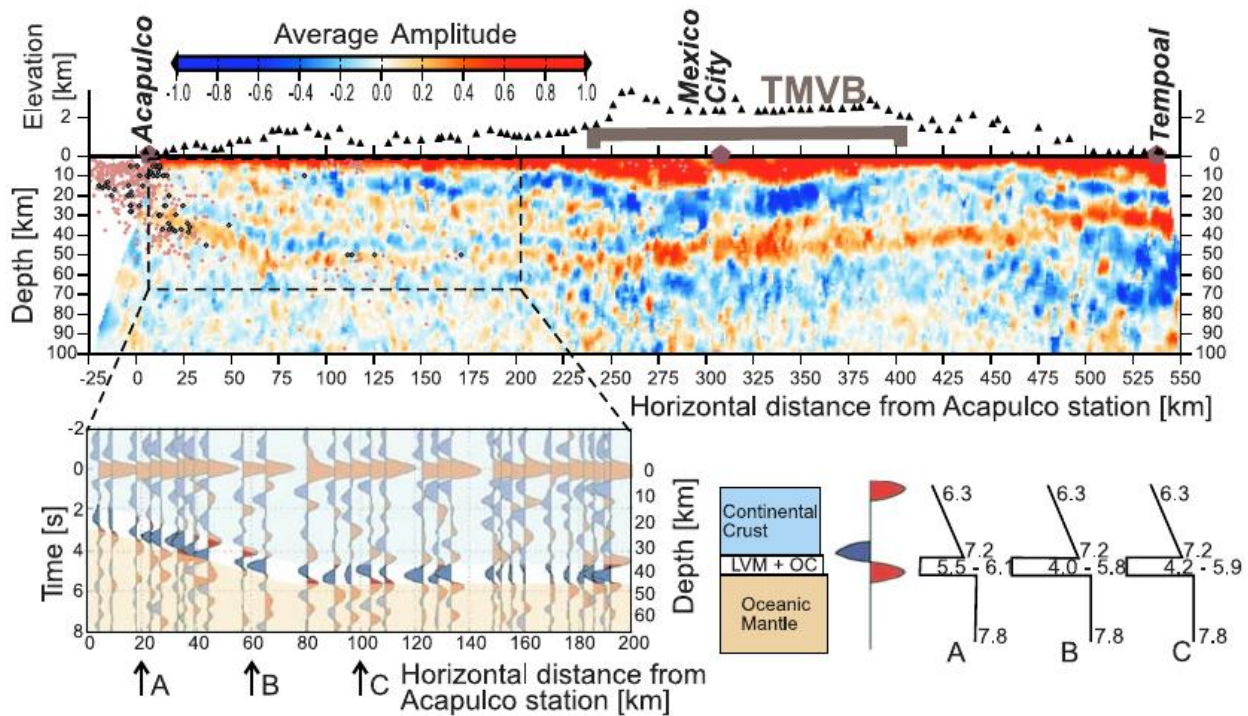 Average Amplitude
-1.0 -0.8 -0.6 -0.4 -0.2 0.0 0.2 0.4 0.6 0.8 1.0
Acapulco
Mexico
City
TMVB
Tempoal
Elevation
[km]
2
0
2
0
Depth [km]
10
20
30
40
50
60
70
80
90
100
10
20
30
40
50
60
70
80
90
100
-25 0 25 50 75 100 125 150 175 200 225 250 275 300 325 350 375 400 425 450 475 500 525 550
Horizontal distance from Acapulco station [km]
Time [s]
-2
0
2
4
6
8
Depth [km]
0
10
20
30
40
50
60
0 20 40 60 80 100 120 140 160 180 200
A
B
C
Horizontal distance from
Acapulco station [km]
Continental
Crust
LVM + OC
Oceanic
Mantle
6.3 6.3 6.3
7.2 7.2 7.2
5.5 - 6.1 4.0 - 5.8 4.2 - 5.9
7.8 7.8 7.8
A B C